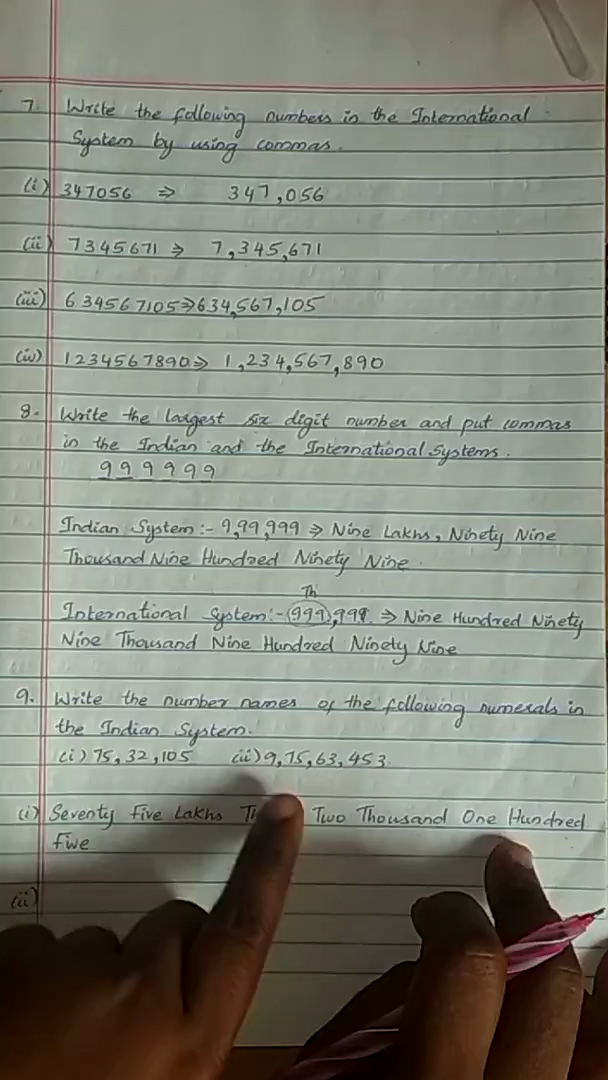 7. Write the following numbers in the International
System by using commas.
(i) 347056 ⇒ 347,056
(ii) 7345671 ⇒ 7,345,671
(iii) 634567105⇒634,567,105
(iv) 1234567890⇒ 1,234,567,890
8. Write the largest six digit number and put commas
in the Indian and the International Systems.
999999
Indian System:- 9,99,999 ⇒ Nine Lakhs, Ninety Nine
Thousand Nine Hundred Ninety Nine.
Th
International System:- 999,999 ⇒ Nine Hundred Ninety
Nine Thousand Nine Hundred Ninety Nine
9. Write the number names of the following numerals in
the Indian System.
(i) 75,32,105 (ii) 9,75,63,453
(i) Seventy Five Lakhs Two Thousand One Hundred
Five
(ii)